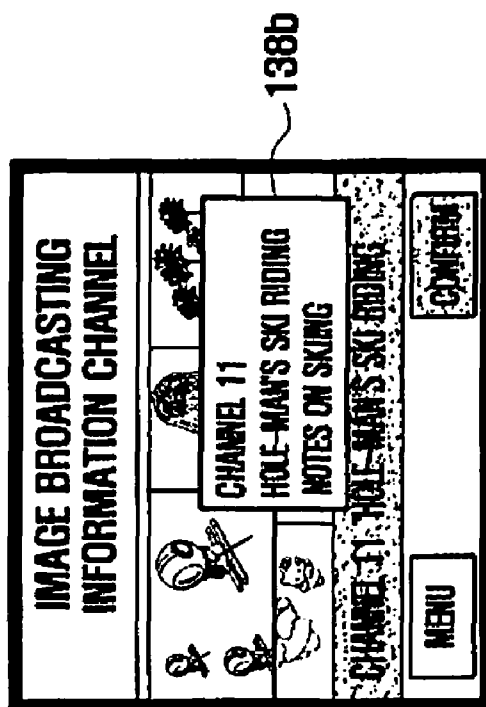 IMAGE BROADCASTING
INFORMATION CHANNEL
CHANNEL 11
HOLE-MAN'S SKI RIDING
NOTES ON SKIING
138b
CHANNEL 11 'HOLE-MAN'S SKI RIDING
MENU
CONFIRM